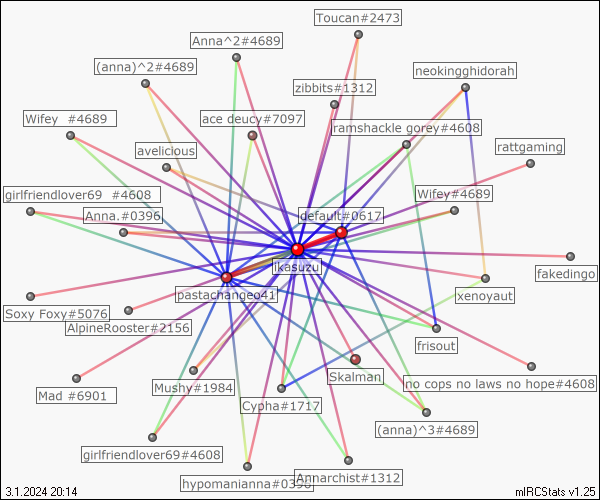 Toucan#2473
Anna^2#4689
(anna)^2#4689
neokingghidorah
zibbits#1312
Wifey #4689
ace deucy#7097
ramshackle gorey#4608
avelicious
rattgaming
girlfriendlover69 #4608
Wifey#4689
Anna.#0396
default#0617
ikasuzu
fakedingo
pastachangeo41
xenoyaut
Soxy Foxy#5076
AlpineRooster#2156
frisout
Skalman
Mushy#1984
no cops no laws no hope#4608
Mad #6901
Cypha#1717
(anna)^3#4689
girlfriendlover69#4608
Annarchist#1312
hypomanianna#0396
3.1.2024 20:14
mIRCStats v1.25